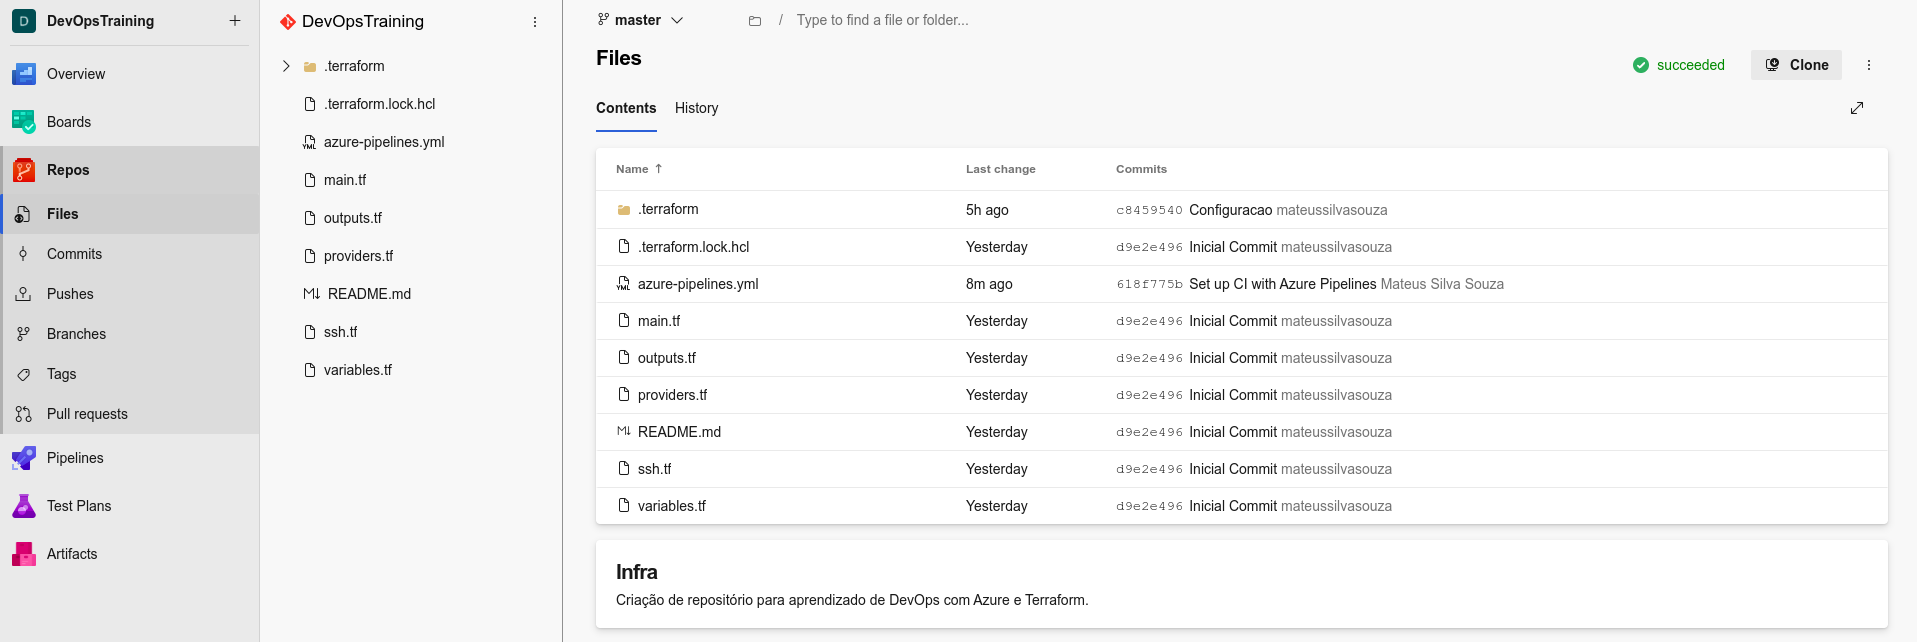 D DevOpsTraining
Overview
Boards
Repos
Files
Commits
Pushes
Branches
Tags
Pull requests
Pipelines
Test Plans
Artifacts
DevOpsTraining
.terraform
.terraform.lock.hcl
YML azure-pipelines.yml
main.tf
outputs.tf
providers.tf
M↓ README.md
ssh.tf
variables.tf
master / Type to find a file or folder...
Files
succeeded Clone
Contents History
Name ↑ Last change Commits
.terraform 5h ago c8459540 Configuracao mateussilvasouza
.terraform.lock.hcl Yesterday d9e2e496 Inicial Commit mateussilvasouza
YML azure-pipelines.yml 8m ago 618f775b Set up CI with Azure Pipelines Mateus Silva Souza
main.tf Yesterday d9e2e496 Inicial Commit mateussilvasouza
outputs.tf Yesterday d9e2e496 Inicial Commit mateussilvasouza
providers.tf Yesterday d9e2e496 Inicial Commit mateussilvasouza
M↓ README.md Yesterday d9e2e496 Inicial Commit mateussilvasouza
ssh.tf Yesterday d9e2e496 Inicial Commit mateussilvasouza
variables.tf Yesterday d9e2e496 Inicial Commit mateussilvasouza
Infra
Criação de repositório para aprendizado de DevOps com Azure e Terraform.